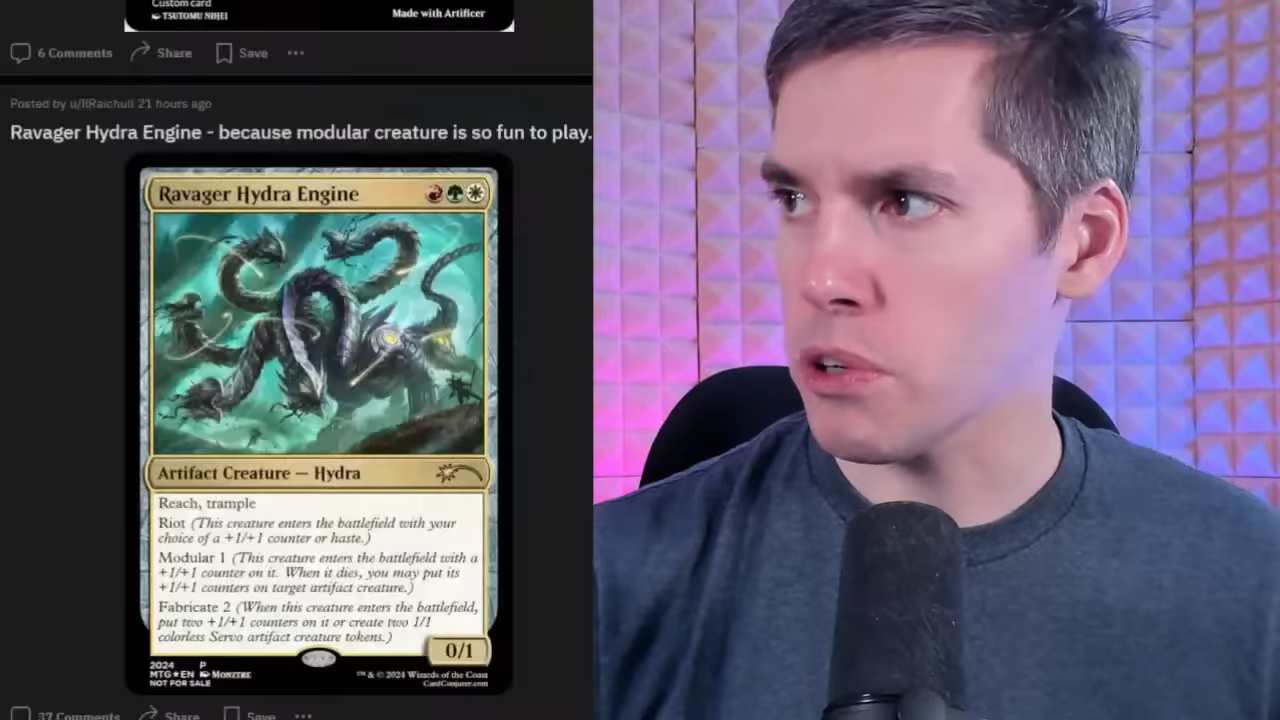 Custom card
TSUTOMU NIHEI
Made with Artificer
6 Comments
Share
Save
Posted by u/IlRaichull 21 hours ago
Ravager Hydra Engine - because modular creature is so fun to play.
Ravager Hydra Engine
Artifact Creature — Hydra
Reach, trample
Riot (This creature enters the battlefield with your
choice of a +1/+1 counter or haste.)
Modular 1 (This creature enters the battlefield with a
+1/+1 counter on it. When it dies, you may put its
+1/+1 counters on target artifact creature.)
Fabricate 2 (When this creature enters the battlefield,
put two +1/+1 counters on it or create two 1/1
colorless Servo artifact creature tokens.)
0/1
2024 P
MTG★EN MONZTRE
NOT FOR SALE
™ & © 2024 Wizards of the Coast
CardConjurer.com
37 Comments
Share
Save